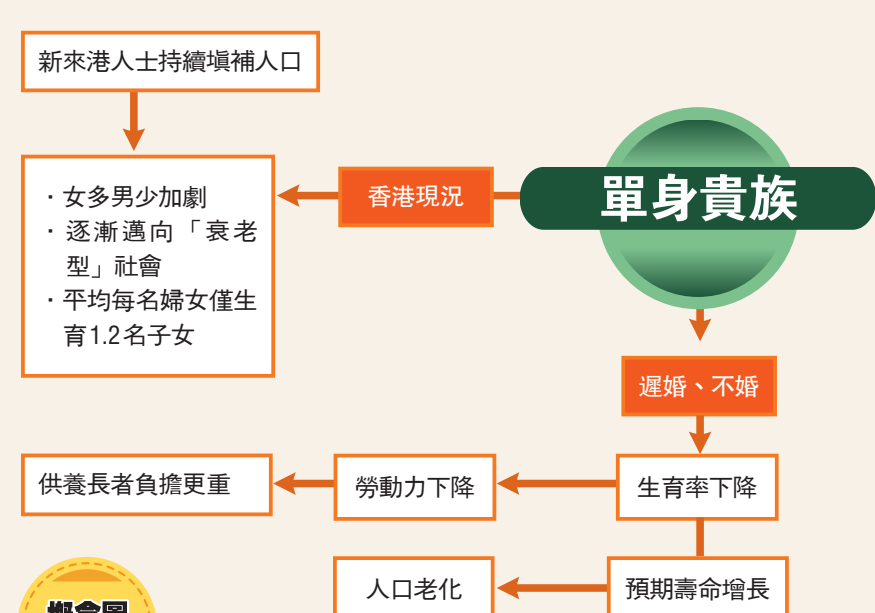 新來港人士持續填補人口
單身貴族
香港現況
·女多男少加劇
·逐漸邁向「衰老
型」社會
·平均每名婦女僅生
育1.2名子女
遲婚、不婚
供養長者負擔更重
勞動力下降
生育率下降
人口老化
預期壽命增長
概念圖